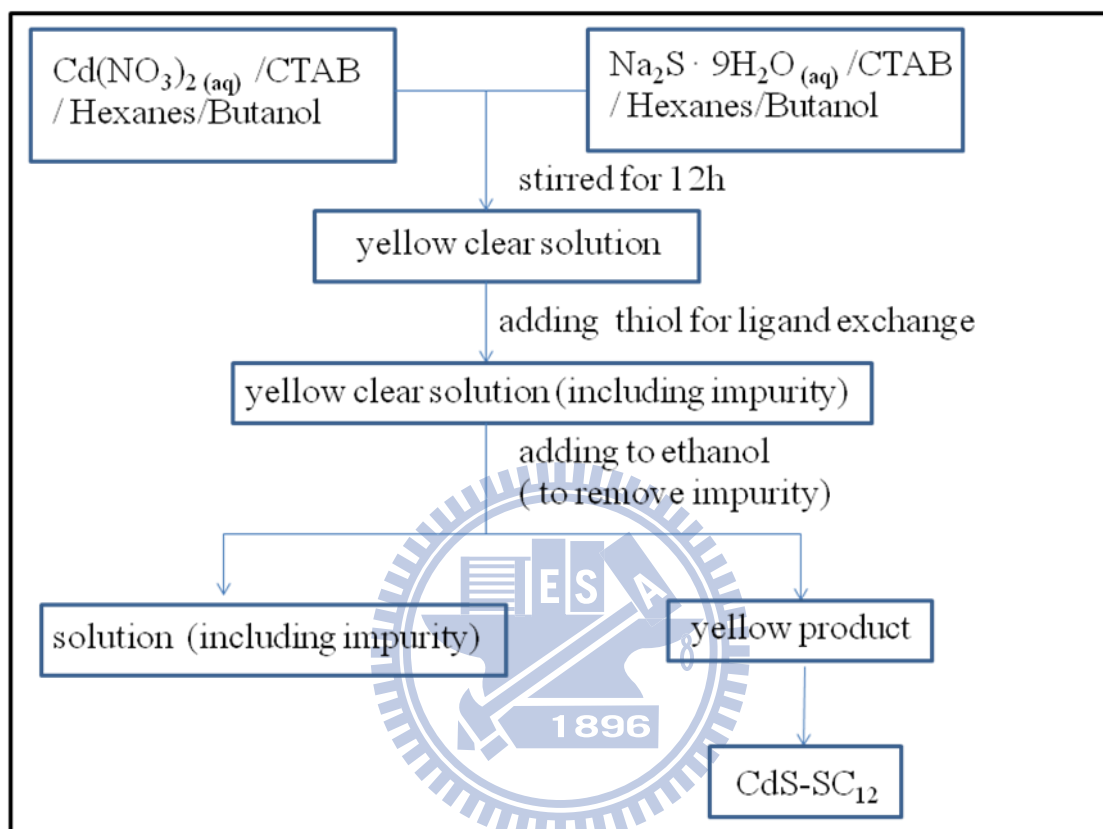 Cd(NO₃)₂ (aq) /CTAB
/ Hexanes/Butanol
Na₂S · 9H₂O (aq) /CTAB
/ Hexanes/Butanol
stirred for 12h
yellow clear solution
adding thiol for ligand exchange
yellow clear solution (including impurity)
adding to ethanol
( to remove impurity)
solution (including impurity)
yellow product
CdS-SC₁₂
E S A
8
1896